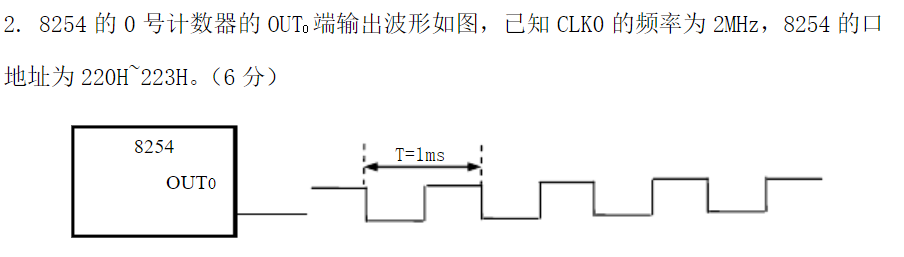 2. 8254 的 0 号计数器的 OUT₀ 端输出波形如图，已知 CLK0 的频率为 2MHz，8254 的口
地址为 220H~223H。（6 分）
8254
T=1ms
OUT0